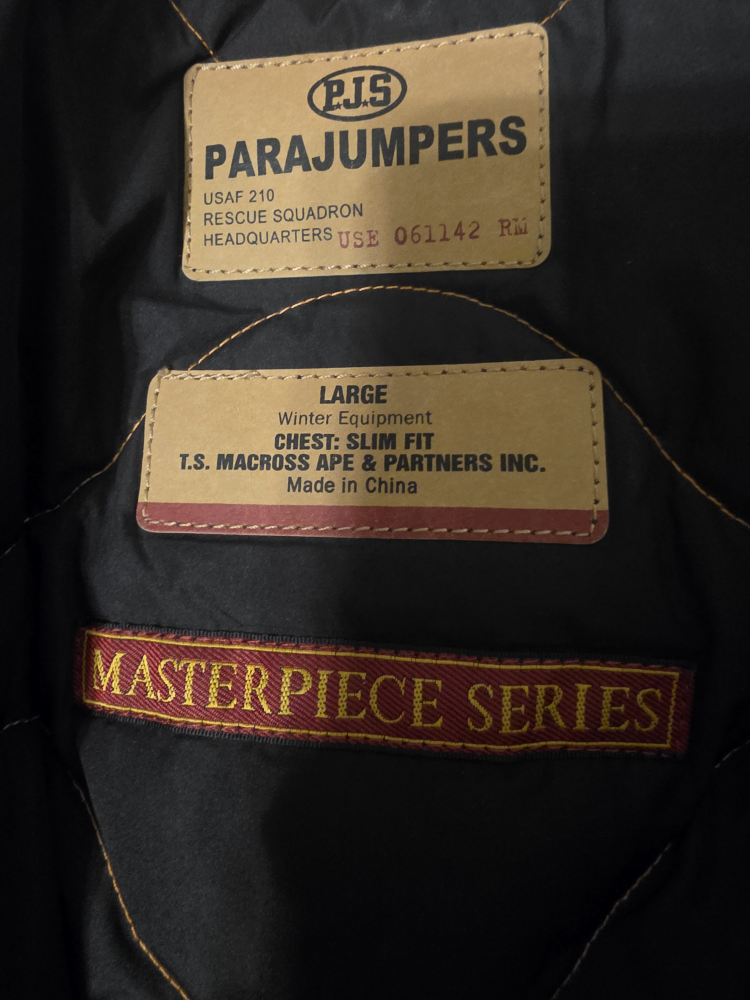 P.J.S
PARAJUMPERS
USAF 210
RESCUE SQUADRON
HEADQUARTERS USE 061142 RM
LARGE
Winter Equipment
CHEST: SLIM FIT
T.S. MACROSS APE & PARTNERS INC.
Made in China
MASTERPIECE SERIES